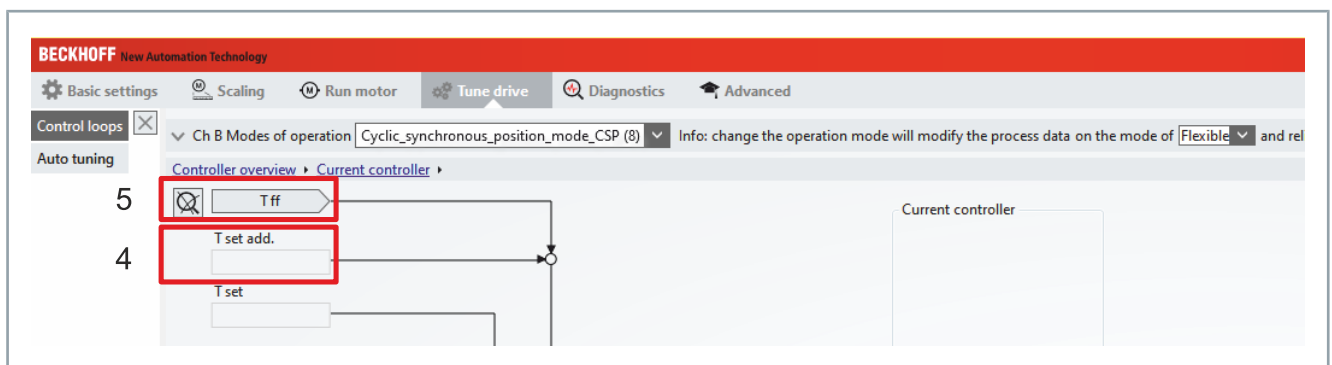 BECKHOFF New Automation Technology
Basic settings Scaling Run motor Tune drive Diagnostics Advanced
Control loops
Auto tuning
Ch B Modes of operation Cyclic_synchronous_position_mode_CSP (8) Info: change the operation mode will modify the process data on the mode of Flexible and rel
Controller overview Current controller
5
T ff
4
T set add.
T set
Current controller